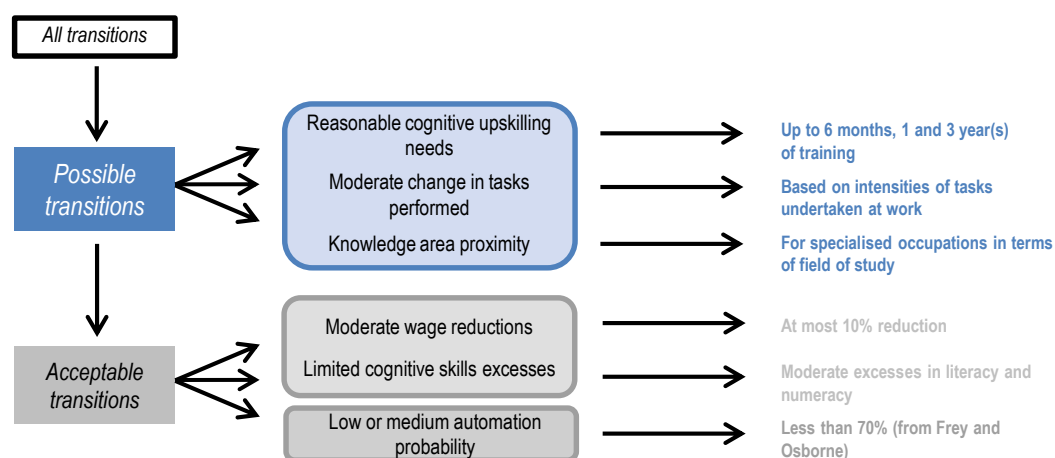 All transitions
Reasonable cognitive upskilling
needs
Up to 6 months, 1 and 3 year(s)
of training
Possible
transitions
Moderate change in tasks
performed
Based on intensities of tasks
undertaken at work
Knowledge area proximity
For specialised occupations in terms
of field of study
Moderate wage reductions
At most 10% reduction
Acceptable
transitions
Limited cognitive skills excesses
Moderate excesses in literacy and
numeracy
Low or medium automation
probability
Less than 70% (from Frey and
Osborne)